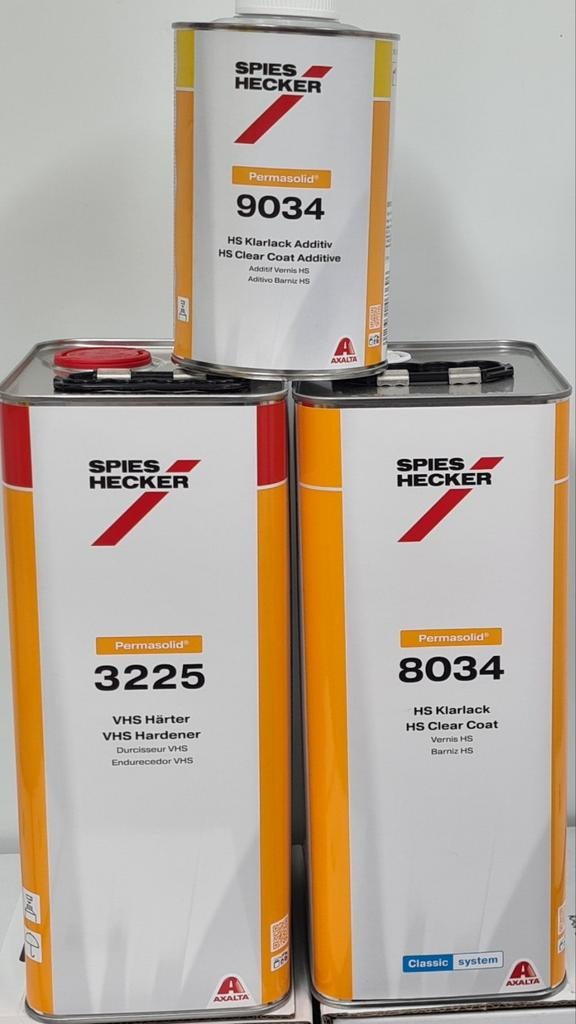 SPIES
HECKER
Permasolid®
9034
HS Klarlack Additiv
HS Clear Coat Additive
Additif Vernis HS
Aditivo Barniz HS
AXALTA
SPIES
HECKER
Permasolid®
3225
VHS Härter
VHS Hardener
Durcisseur VHS
Endurecedor VHS
AXALTA
SPIES
HECKER
Permasolid®
8034
HS Klarlack
HS Clear Coat
Vernis HS
Barniz HS
Classic system
AXALTA